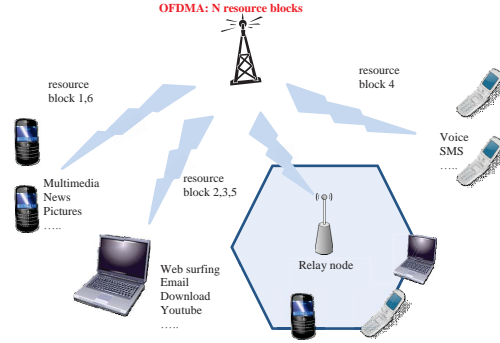 OFDMA: N resource blocks
resource
block 1,6
resource
block 4
Voice
SMS
…..
Multimedia
News
Pictures
…..
resource
block 2,3,5
Relay node
Web surfing
Email
Download
Youtube
…..